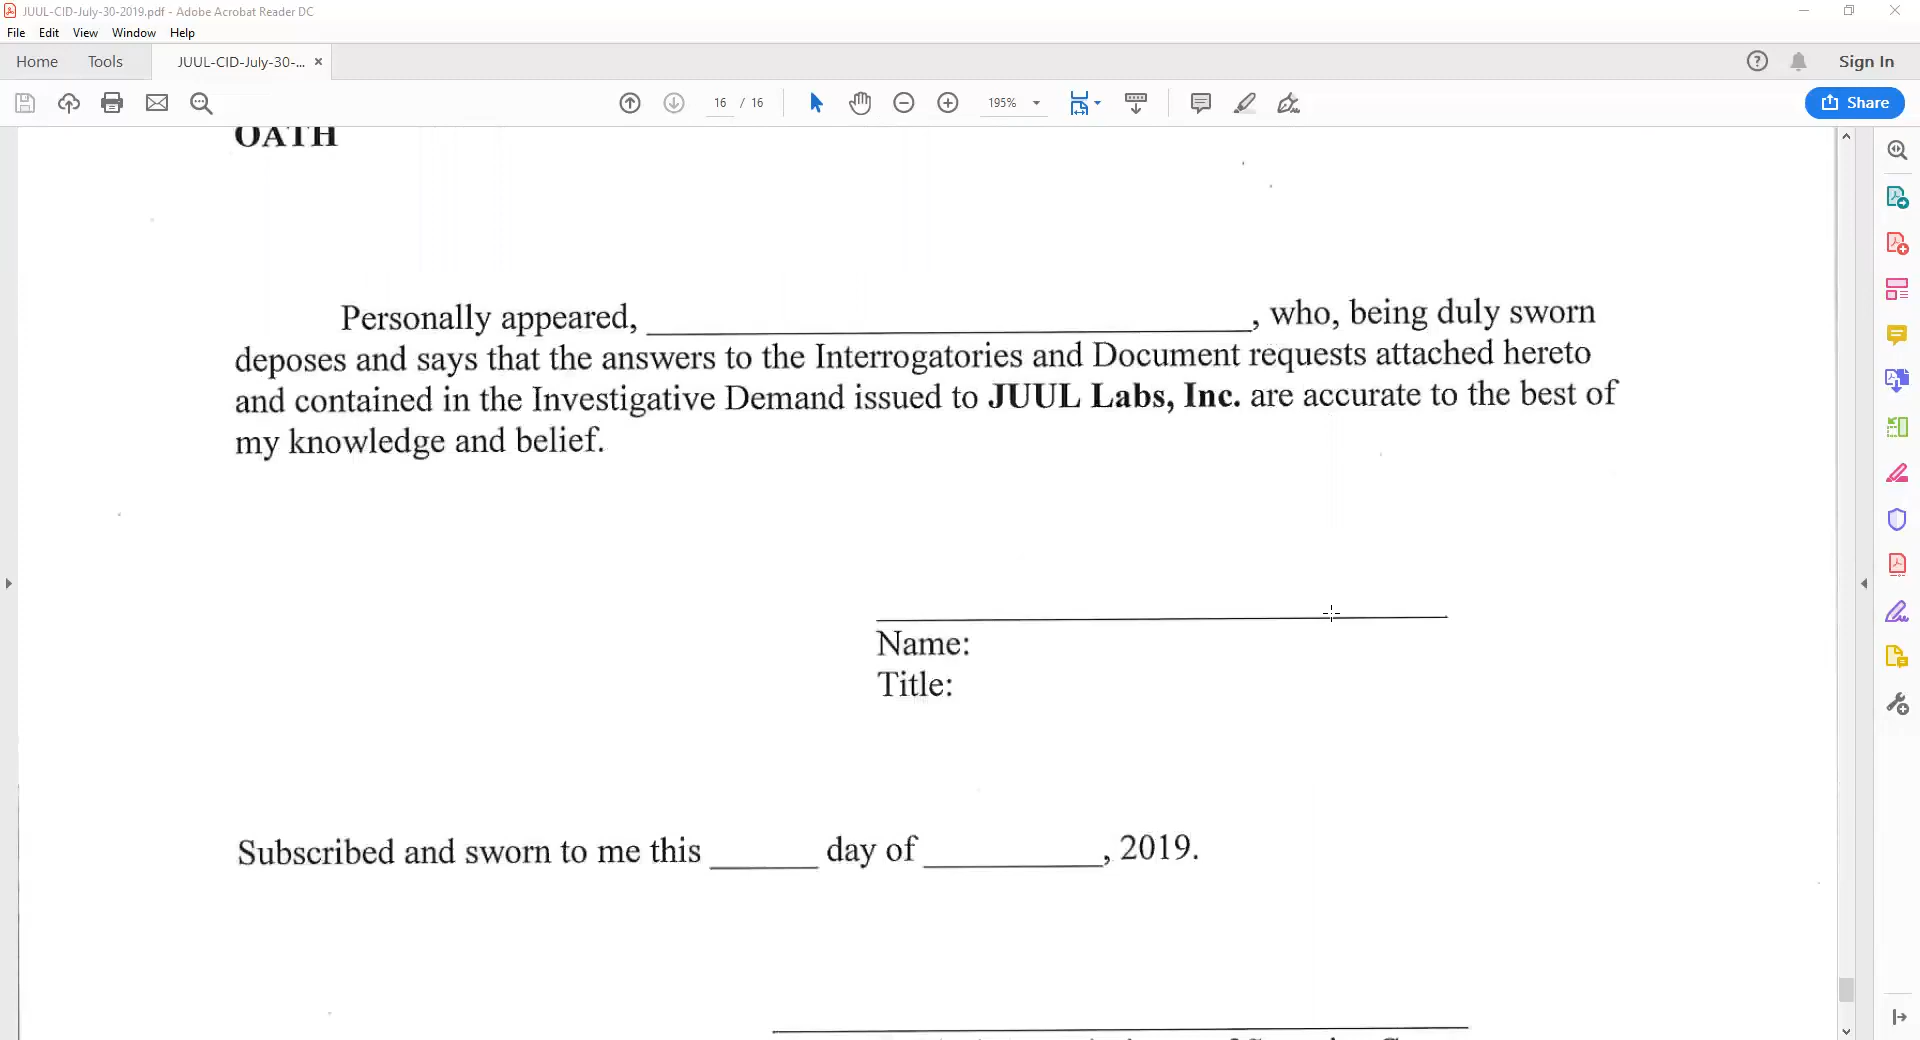 JUUL-CID-July-30-2019.pdf - Adobe Acrobat Reader DC
File Edit View Window Help
Home Tools JUUL-CID-July-30-... × Sign In
16 / 16 195% Share
OATH
Personally appeared, ____________________, who, being duly sworn
deposes and says that the answers to the Interrogatories and Document requests attached hereto
and contained in the Investigative Demand issued to JUUL Labs, Inc. are accurate to the best of
my knowledge and belief.
Name:
Title:
Subscribed and sworn to me this ______ day of __________, 2019.